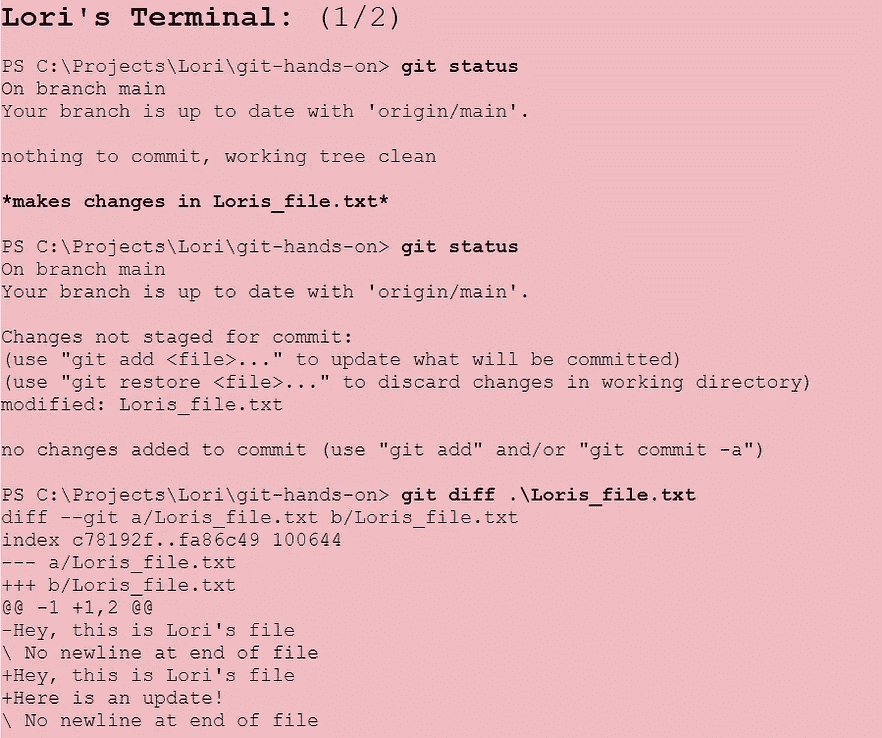 Lori's Terminal: (1/2)
PS C:\Projects\Lori\git-hands-on> git status
On branch main
Your branch is up to date with 'origin/main'.
nothing to commit, working tree clean
*makes changes in Loris_file.txt*
PS C:\Projects\Lori\git-hands-on> git status
On branch main
Your branch is up to date with 'origin/main'.
Changes not staged for commit:
(use "git add <file>..." to update what will be committed)
(use "git restore <file>..." to discard changes in working directory)
modified: Loris_file.txt
no changes added to commit (use "git add" and/or "git commit -a")
PS C:\Projects\Lori\git-hands-on> git diff .\Loris_file.txt
diff --git a/Loris_file.txt b/Loris_file.txt
index c78192f..fa86c49 100644
--- a/Loris_file.txt
+++ b/Loris_file.txt
@@ -1 +1,2 @@
-Hey, this is Lori's file
\ No newline at end of file
+Hey, this is Lori's file
+Here is an update!
\ No newline at end of file